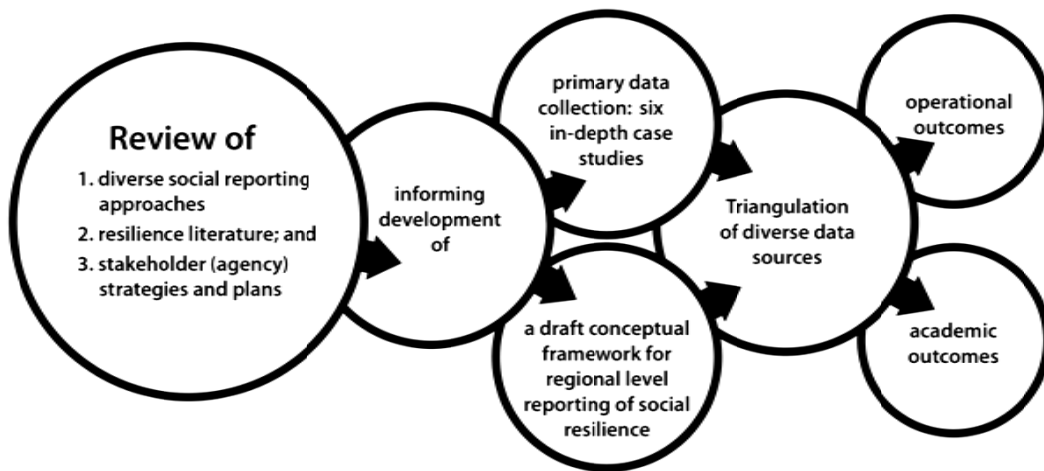 Review of
1. diverse social reporting
approaches
2. resilience literature; and
3. stakeholder (agency)
strategies and plans
informing
development
of
primary data
collection: six
in-depth case
studies
a draft conceptual
framework for
regional level
reporting of social
resilience
Triangulation
of diverse data
sources
operational
outcomes
academic
outcomes